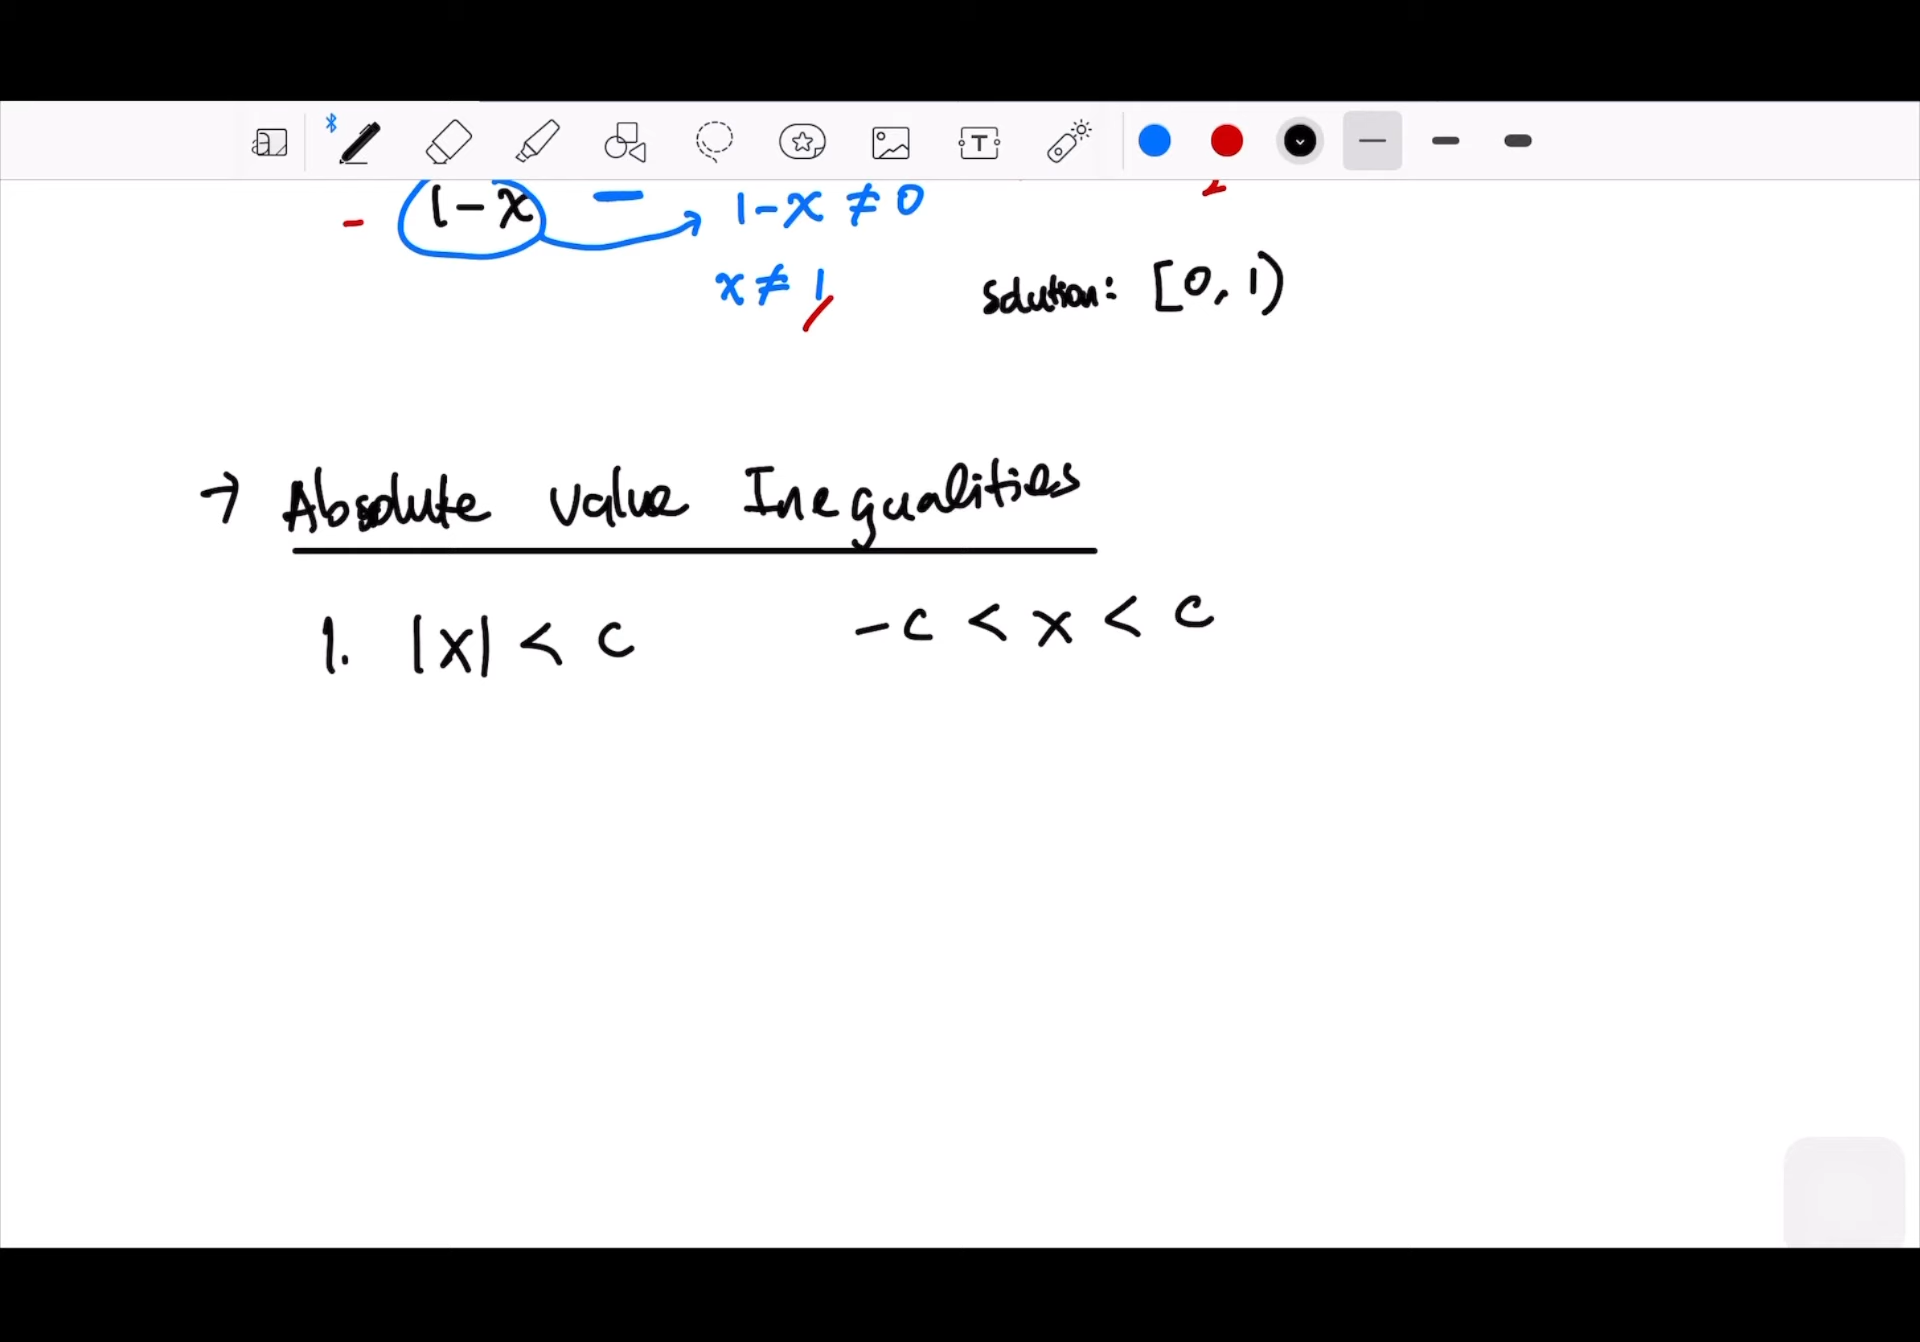 1-x - 1-x ≠ 0
-
x ≠ 1
solution: [0, 1)
→ Absolute value Inequalities
1. |x| < c -c < x < c